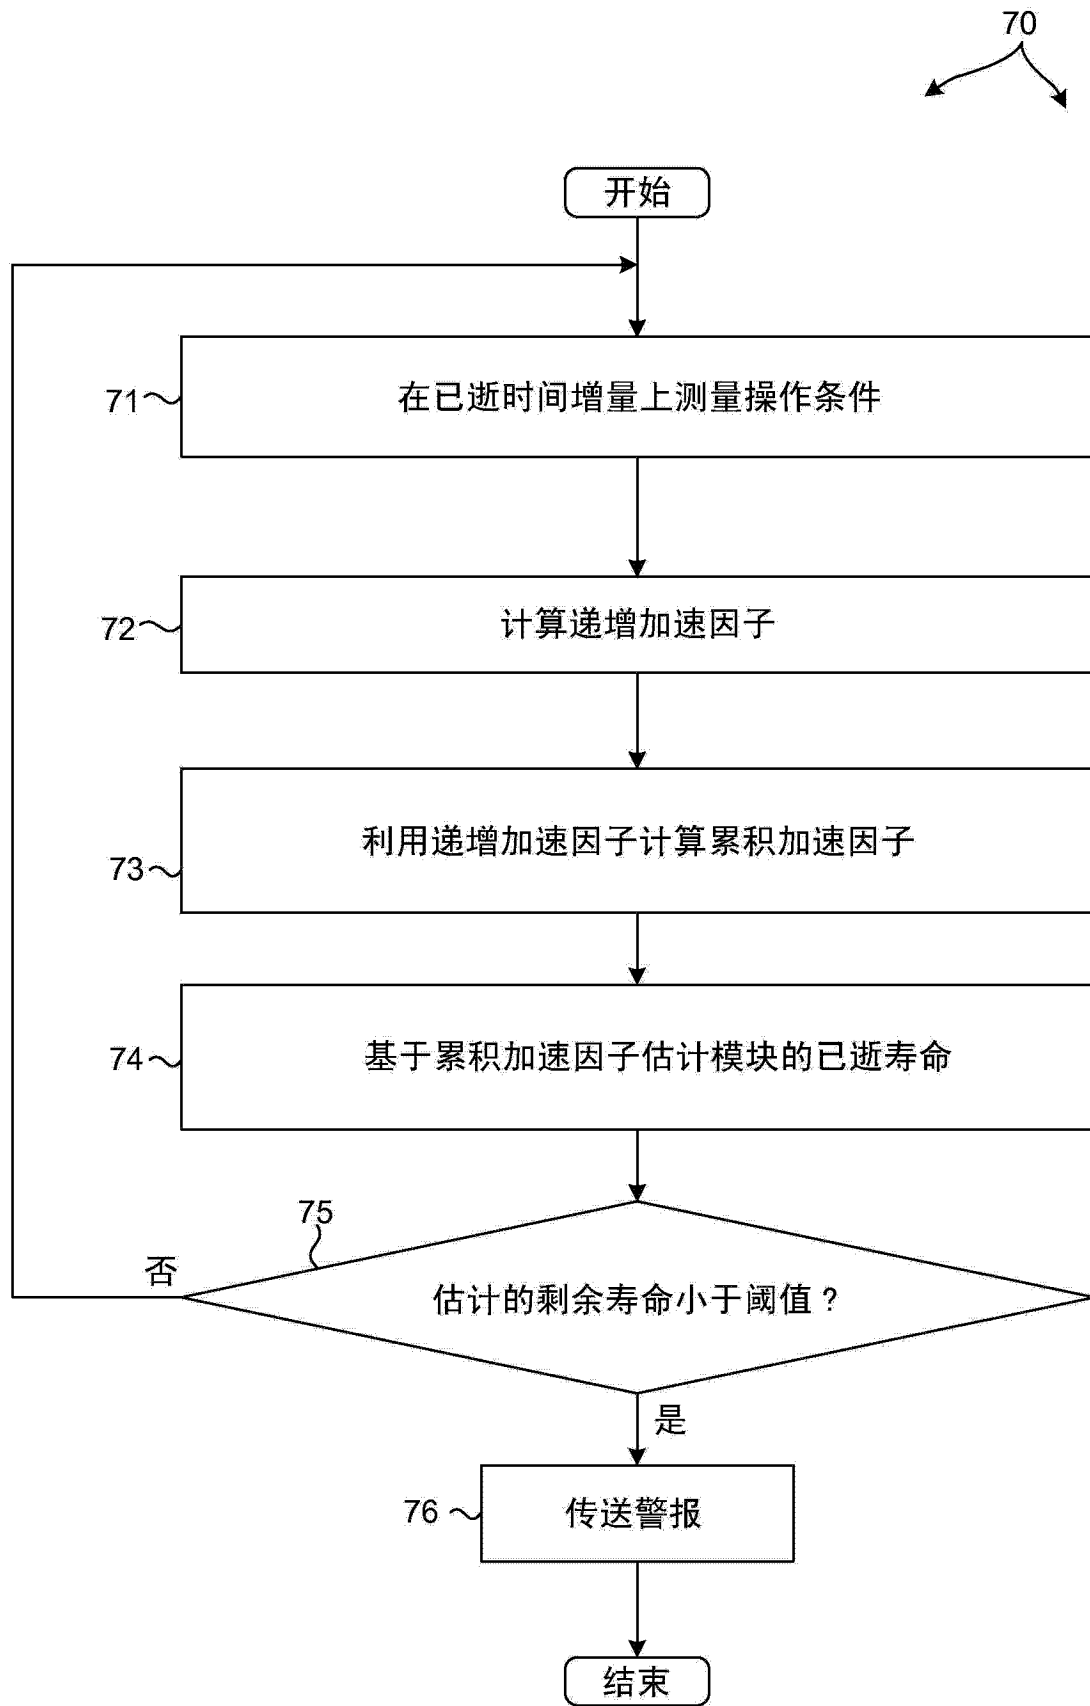 70
开始
71
在已逝时间增量上测量操作条件
72
计算递增加速因子
73
利用递增加速因子计算累积加速因子
74
基于累积加速因子估计模块的已逝寿命
75
否
估计的剩余寿命小于阈值？
是
76
传送警报
结束